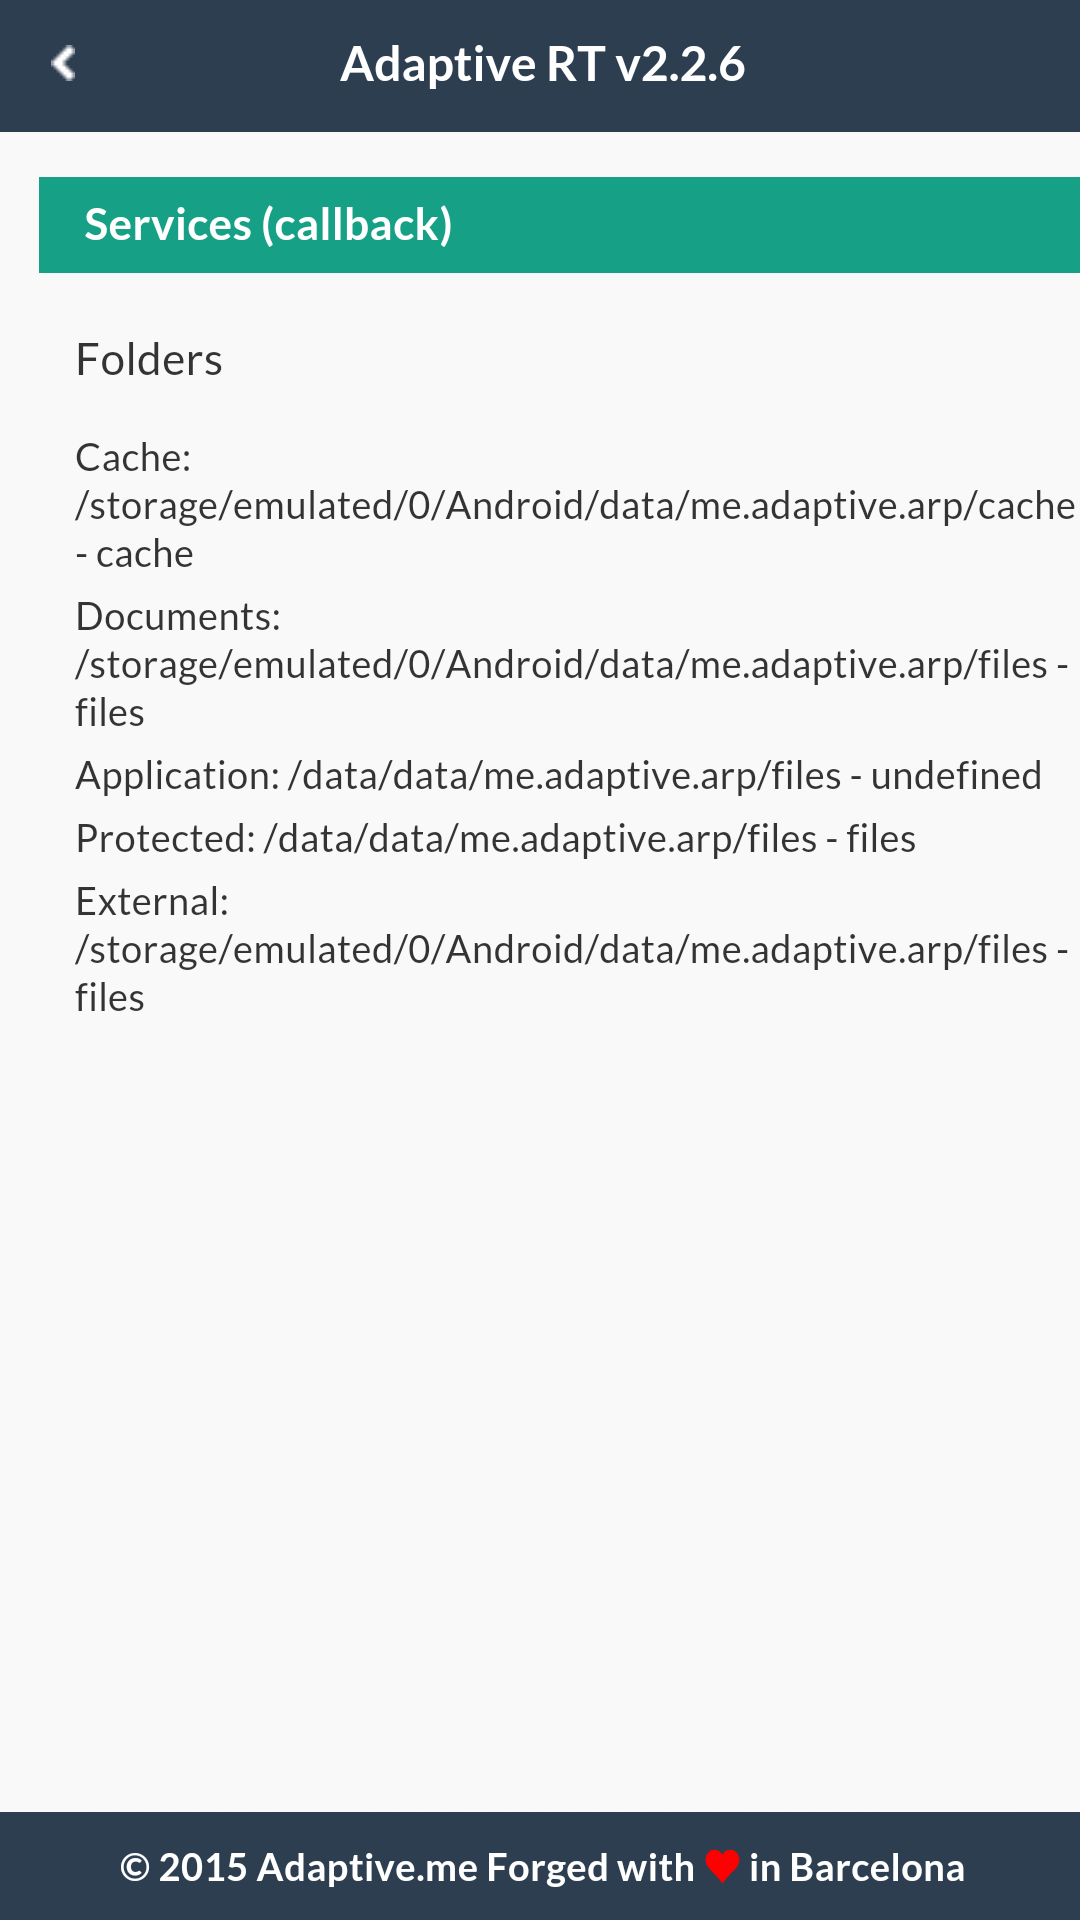 Adaptive RT v2.2.6
Services (callback)
Folders
Cache:
/storage/emulated/0/Android/data/me.adaptive.arp/cache
- cache
Documents:
/storage/emulated/0/Android/data/me.adaptive.arp/files -
files
Application: /data/data/me.adaptive.arp/files - undefined
Protected: /data/data/me.adaptive.arp/files - files
External:
/storage/emulated/0/Android/data/me.adaptive.arp/files -
files
© 2015 Adaptive.me Forged with ♥ in Barcelona